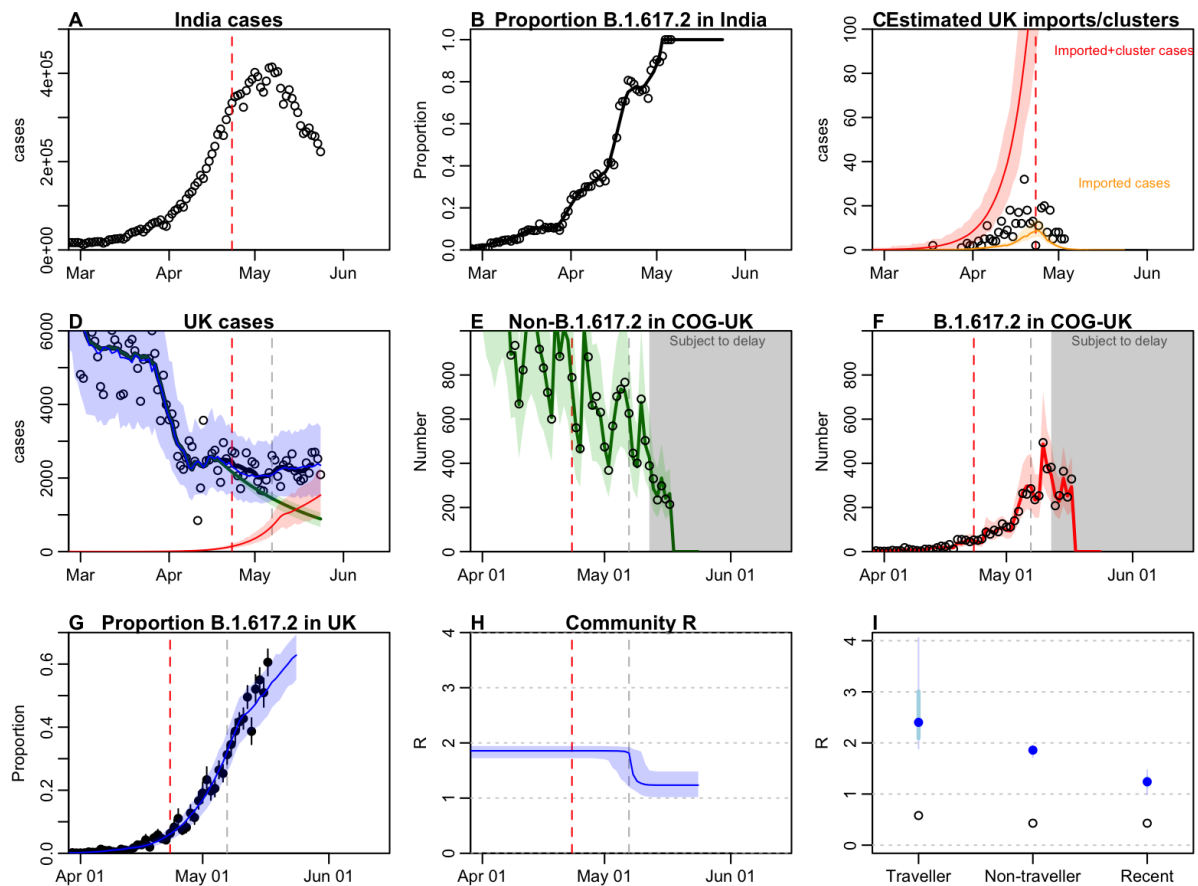 A India cases
cases
0e+00 2e+05 4e+05
Mar Apr May Jun
B Proportion B.1.617.2 in India
Proportion
0.0 0.2 0.4 0.6 0.8 1.0
Mar Apr May Jun
C Estimated UK imports/clusters
Imported+cluster cases
Imported cases
cases
0 20 40 60 80 100
Mar Apr May Jun
D UK cases
cases
0 2000 4000 6000
Mar Apr May Jun
E Non-B.1.617.2 in COG-UK
Subject to delay
Number
0 200 400 600 800
Apr 01 May 01 Jun 01
F B.1.617.2 in COG-UK
Subject to delay
Number
0 200 400 600 800
Apr 01 May 01 Jun 01
G Proportion B.1.617.2 in UK
Proportion
0.0 0.2 0.4 0.6
Apr 01 May 01 Jun 01
H Community R
R
0 1 2 3 4
Apr 01 May 01 Jun 01
I
R
0 1 2 3 4
Traveller Non-traveller Recent